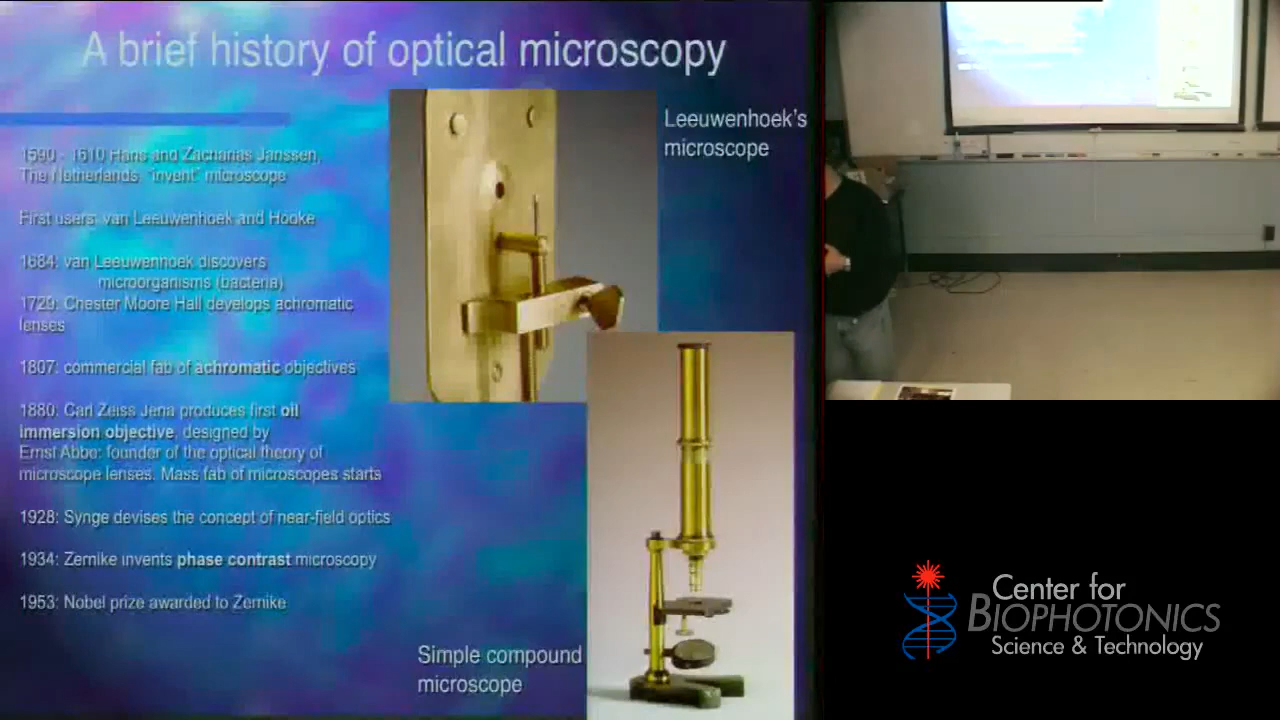 A brief history of optical microscopy
1590 - 1610 Hans and Zacharias Janssen,
The Netherlands, "invent" microscope
First users: van Leeuwenhoek and Hooke
1684: van Leeuwenhoek discovers
microorganisms (bacteria)
1729: Chester Moore Hall develops achromatic
lenses
1807: commercial fab of achromatic objectives
1880: Carl Zeiss Jena produces first oil
immersion objective, designed by
Ernst Abbe: founder of the optical theory of
microscope lenses. Mass fab of microscopes starts
1928: Synge devises the concept of near-field optics
1934: Zernike invents phase contrast microscopy
1953: Nobel prize awarded to Zernike
Leeuwenhoek's
microscope
Simple compound
microscope
Center for
BIOPHOTONICS
Science & Technology